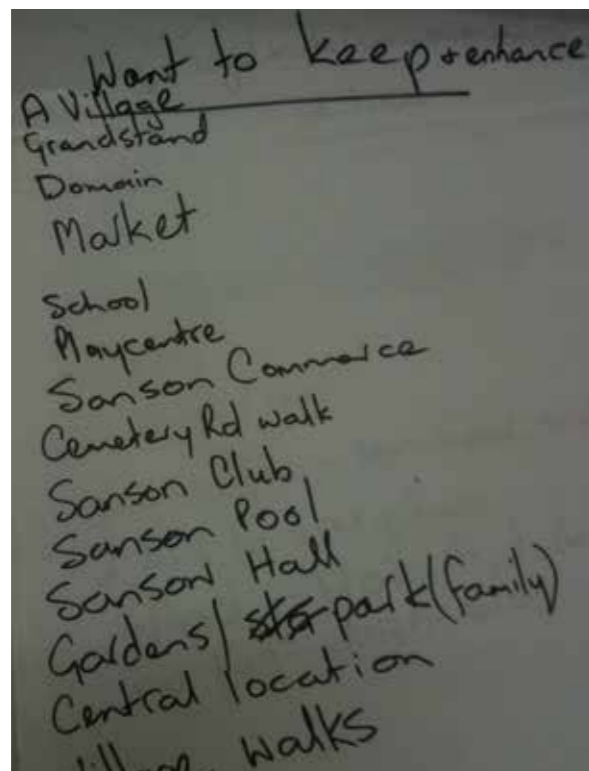 Want to keep + enhance
A Village
Grandstand
Domain
Market
School
Playcentre
Sanson Commerce
Cemetery Rd walk
Sanson Club
Sanson Pool
Sanson Hall
Gardens/ park (family)
Central location
Village walks